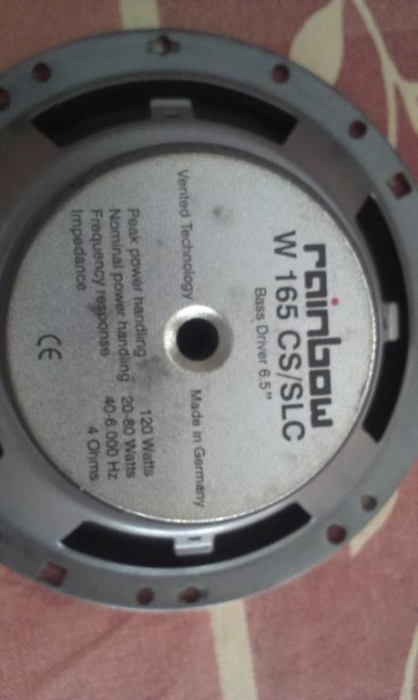 rainbow
W 165 CS/SLC
Bass Driver 6.5"
Vented Technology
Made in Germany
Peak power handling 120 Watts
Nominal power handling 20-80 Watts
Frequency response 40-6.000 Hz
Impedance 4 Ohms
CE